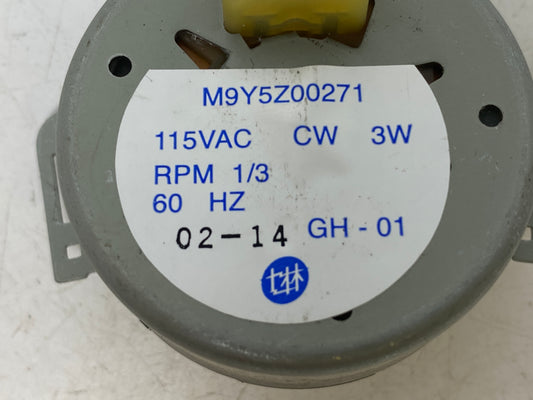 M9Y5Z00271
115VAC CW 3W
RPM 1/3
60 HZ
02-14 GH - 01